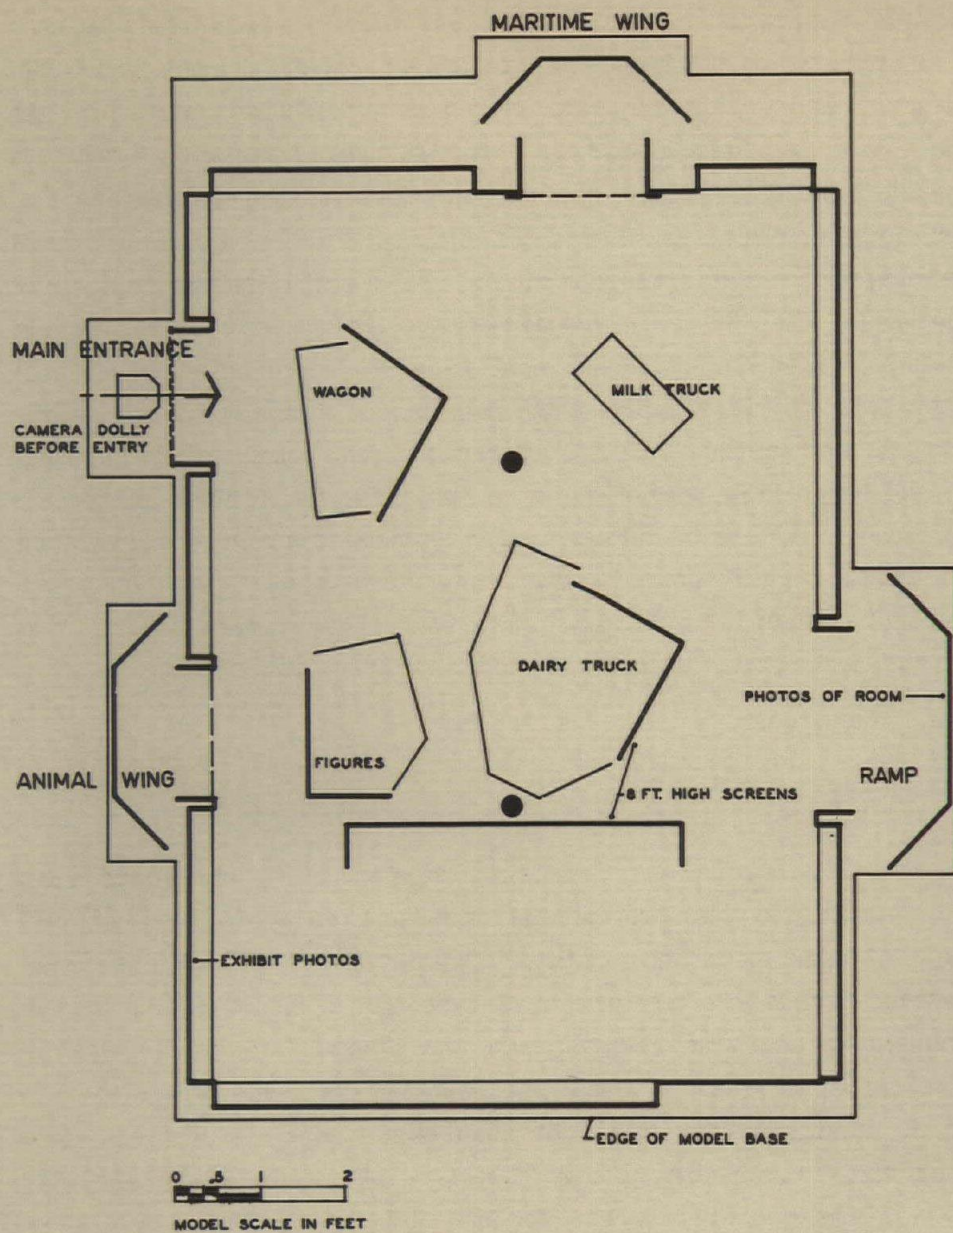 MARITIME WING
MAIN ENTRANCE
CAMERA DOLLY
BEFORE ENTRY
WAGON
MILK TRUCK
DAIRY TRUCK
PHOTOS OF ROOM
FIGURES
ANIMAL WING
RAMP
8 FT. HIGH SCREENS
EXHIBIT PHOTOS
EDGE OF MODEL BASE
0 .5 1 2
MODEL SCALE IN FEET